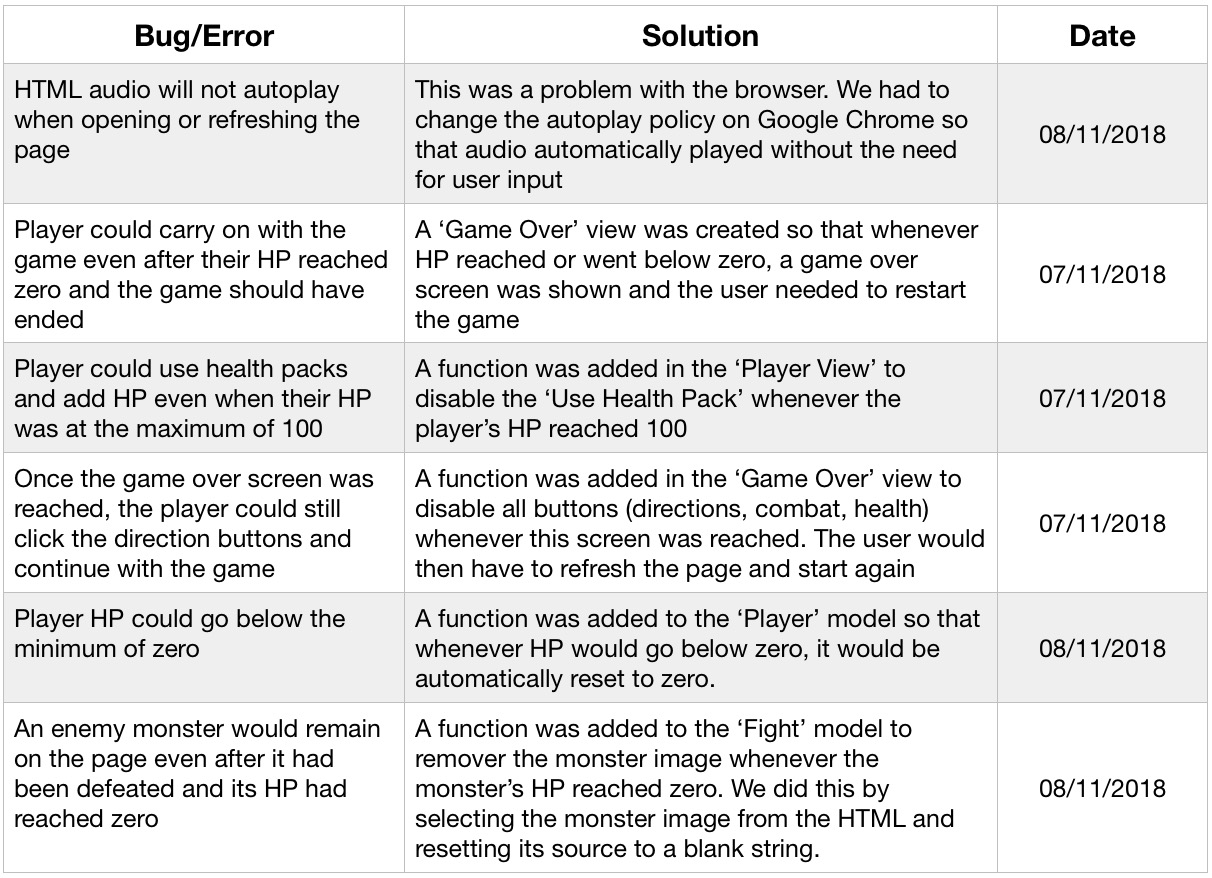 Bug/Error Solution Date
HTML audio will not autoplay
when opening or refreshing the
page
This was a problem with the browser. We had to
change the autoplay policy on Google Chrome so
that audio automatically played without the need
for user input
08/11/2018
Player could carry on with the
game even after their HP reached
zero and the game should have
ended
A ‘Game Over’ view was created so that whenever
HP reached or went below zero, a game over
screen was shown and the user needed to restart
the game
07/11/2018
Player could use health packs
and add HP even when their HP
was at the maximum of 100
A function was added in the ‘Player View’ to
disable the ‘Use Health Pack’ whenever the
player’s HP reached 100
07/11/2018
Once the game over screen was
reached, the player could still
click the direction buttons and
continue with the game
A function was added in the ‘Game Over’ view to
disable all buttons (directions, combat, health)
whenever this screen was reached. The user would
then have to refresh the page and start again
07/11/2018
Player HP could go below the
minimum of zero
A function was added to the ‘Player’ model so that
whenever HP would go below zero, it would be
automatically reset to zero.
08/11/2018
An enemy monster would remain
on the page even after it had
been defeated and its HP had
reached zero
A function was added to the ‘Fight’ model to
remover the monster image whenever the
monster’s HP reached zero. We did this by
selecting the monster image from the HTML and
resetting its source to a blank string.
08/11/2018